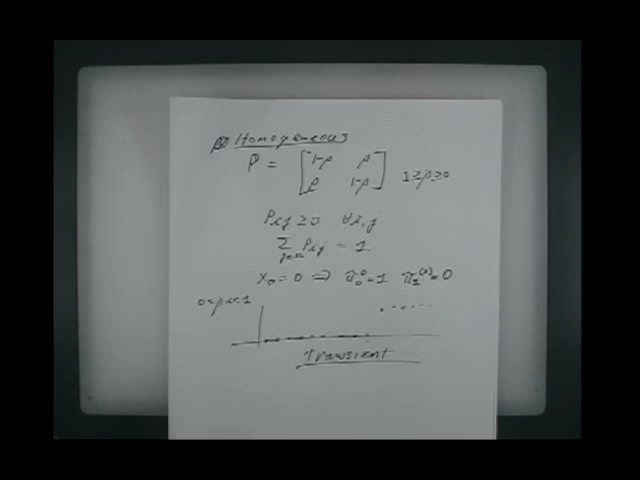 Homogeneous
P = [1-p p
p 1-p] 1≥p≥0
Pij ≥ 0 ∀i,j
Σ Pij = 1
X0=0 ⇒ π0^0=1 π1^(0)=0
0<p<<1
Transient